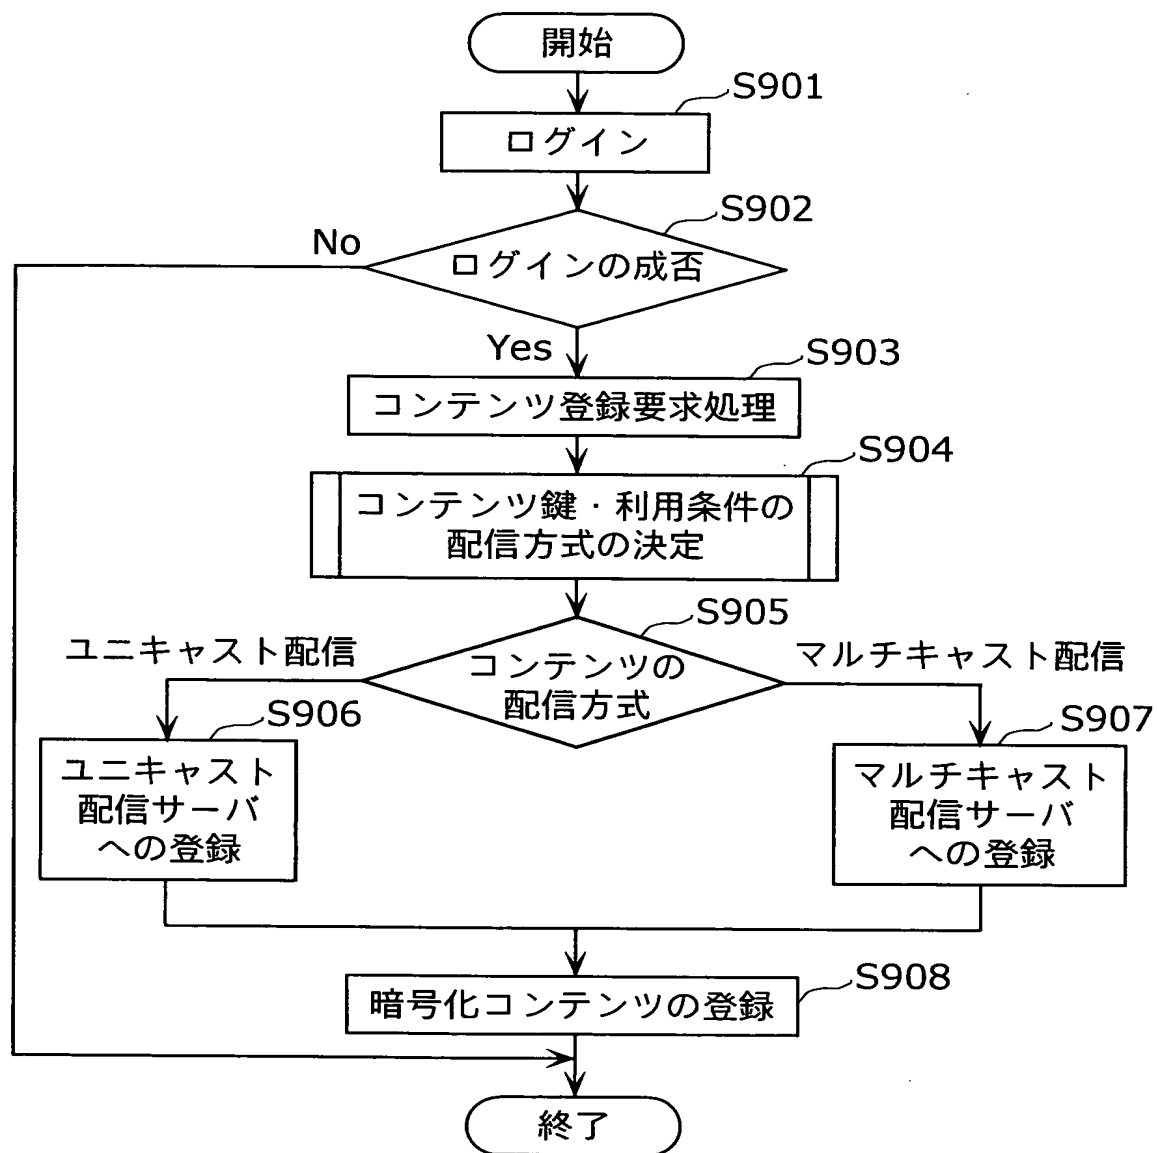 開始
S901
ログイン
S902
No
ログインの成否
Yes
S903
コンテンツ登録要求処理
S904
コンテンツ鍵・利用条件の
配信方式の決定
S905
ユニキャスト配信
コンテンツの
配信方式
マルチキャスト配信
S906
ユニキャスト
配信サーバ
への登録
S907
マルチキャスト
配信サーバ
への登録
S908
暗号化コンテンツの登録
終了